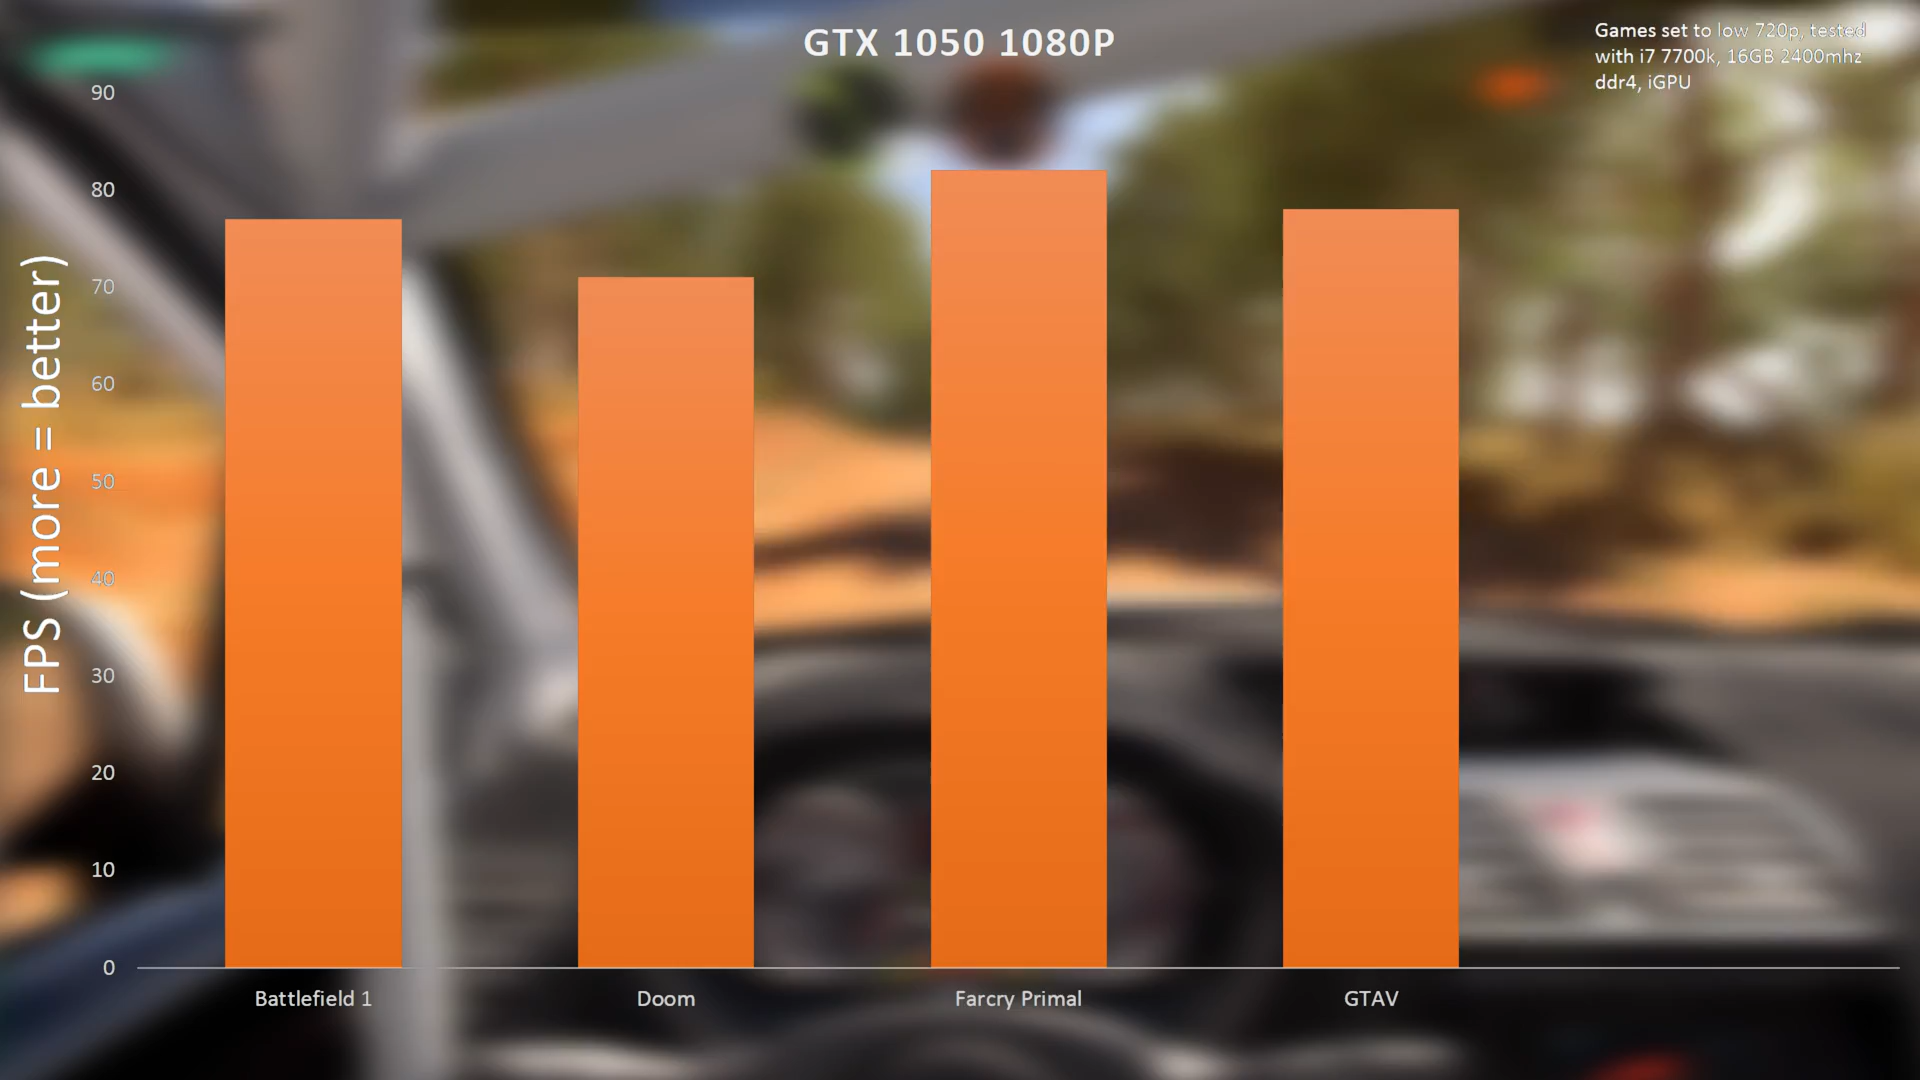 GTX 1050 1080P
Games set to low 720p, tested
with i7 7700k, 16GB 2400mhz
ddr4, iGPU
FPS (more = better)
90
80
70
60
50
40
30
20
10
0
Battlefield 1
Doom
Farcry Primal
GTAV